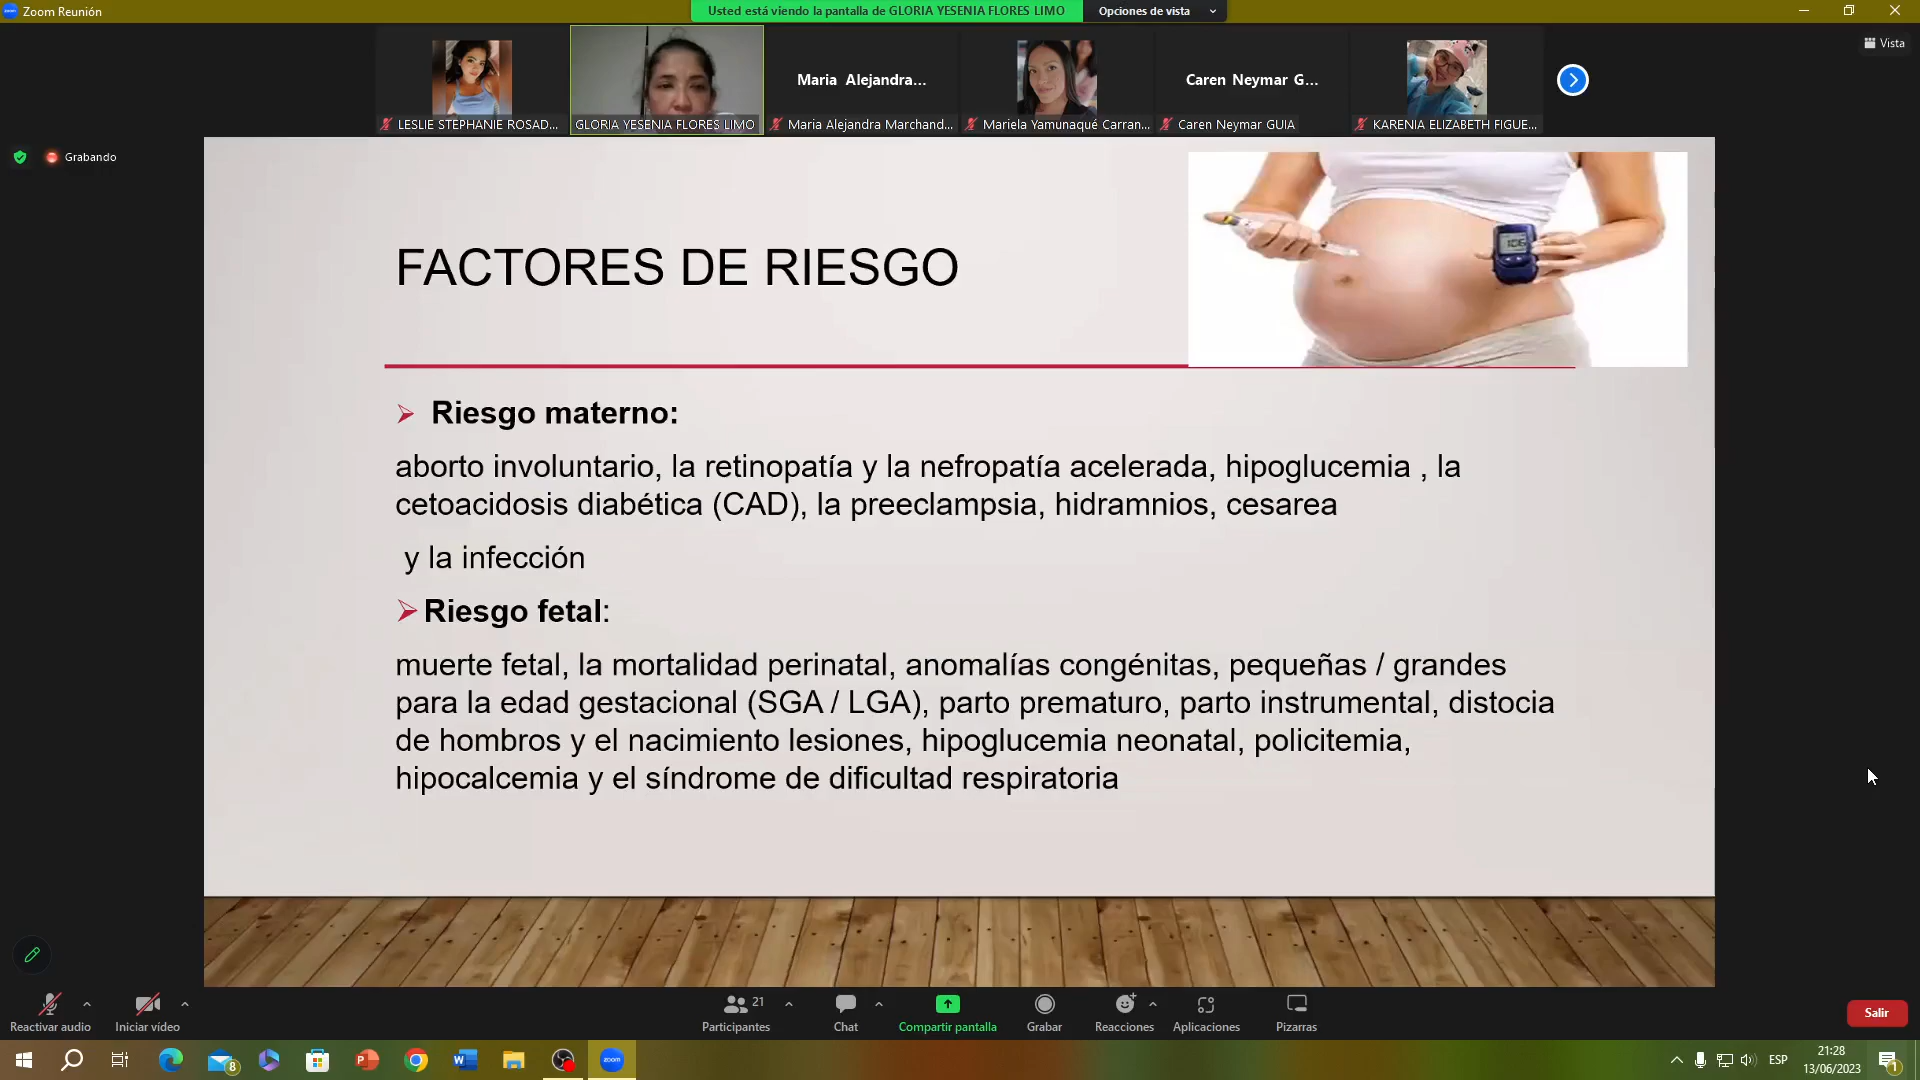 Zoom Reunión
Usted está viendo la pantalla de GLORIA YESENIA FLORES LIMO
Opciones de vista
Vista
Maria Alejandra...
Caren Neymar G...
LESLIE STEPHANIE ROSAD...
GLORIA YESENIA FLORES LIMO
Maria Alejandra Marchand...
Mariela Yamunaqué Carran...
Caren Neymar GUIA
KARENIA ELIZABETH FIGUE...
Grabando
FACTORES DE RIESGO
106
Riesgo materno:
aborto involuntario, la retinopatía y la nefropatía acelerada, hipoglucemia , la
cetoacidosis diabética (CAD), la preeclampsia, hidramnios, cesarea
y la infección
Riesgo fetal:
muerte fetal, la mortalidad perinatal, anomalías congénitas, pequeñas / grandes
para la edad gestacional (SGA / LGA), parto prematuro, parto instrumental, distocia
de hombros y el nacimiento lesiones, hipoglucemia neonatal, policitemia,
hipocalcemia y el síndrome de dificultad respiratoria
21
Reactivar audio
Iniciar vídeo
Participantes
Chat
Compartir pantalla
Grabar
Reacciones
Aplicaciones
Pizarras
Salir
8
zoom
ESP
21:28
13/06/2023
1